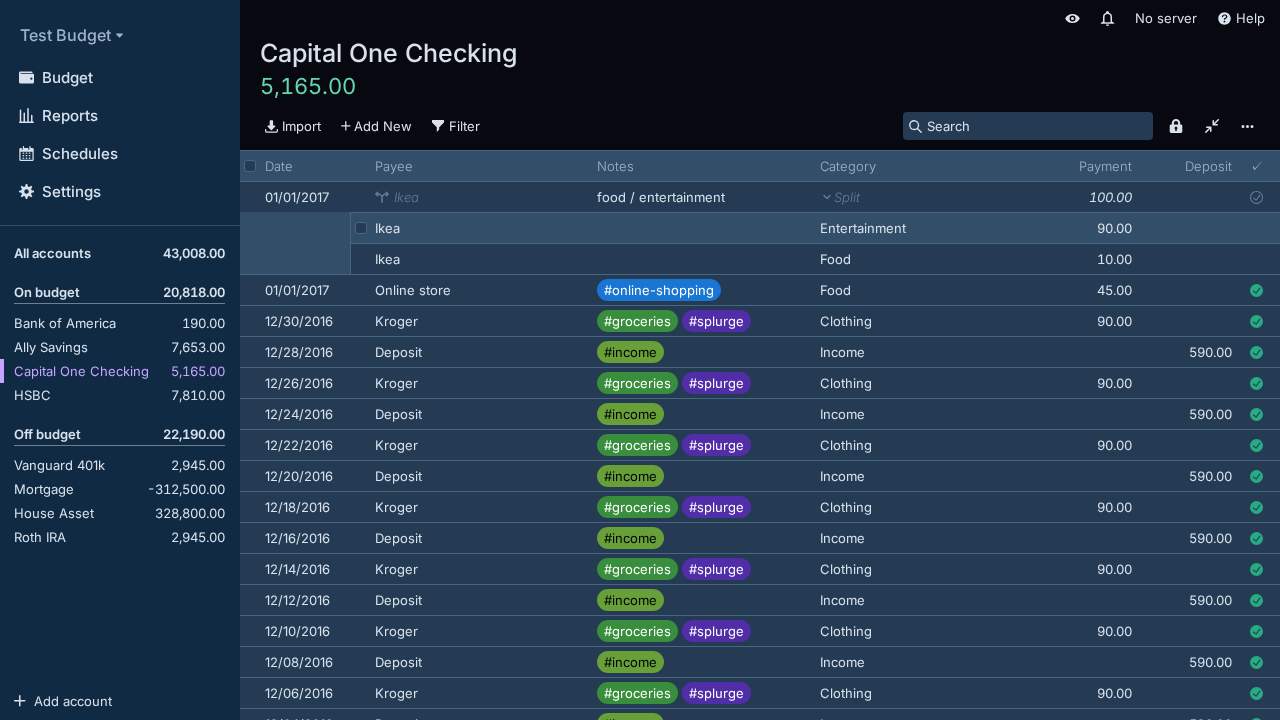 Test Budget
Budget
Reports
Schedules
Settings
All accounts 43,008.00
On budget 20,818.00
Bank of America 190.00
Ally Savings 7,653.00
Capital One Checking 5,165.00
HSBC 7,810.00
Off budget 22,190.00
Vanguard 401k 2,945.00
Mortgage -312,500.00
House Asset 328,800.00
Roth IRA 2,945.00
Add account
No server Help
Capital One Checking
5,165.00
Import Add New Filter Search
Date Payee Notes Category Payment Deposit ✓
01/01/2017 Ikea food / entertainment Split 100.00
Ikea Entertainment 90.00
Ikea Food 10.00
01/01/2017 Online store #online-shopping Food 45.00
12/30/2016 Kroger #groceries #splurge Clothing 90.00
12/28/2016 Deposit #income Income 590.00
12/26/2016 Kroger #groceries #splurge Clothing 90.00
12/24/2016 Deposit #income Income 590.00
12/22/2016 Kroger #groceries #splurge Clothing 90.00
12/20/2016 Deposit #income Income 590.00
12/18/2016 Kroger #groceries #splurge Clothing 90.00
12/16/2016 Deposit #income Income 590.00
12/14/2016 Kroger #groceries #splurge Clothing 90.00
12/12/2016 Deposit #income Income 590.00
12/10/2016 Kroger #groceries #splurge Clothing 90.00
12/08/2016 Deposit #income Income 590.00
12/06/2016 Kroger #groceries #splurge Clothing 90.00